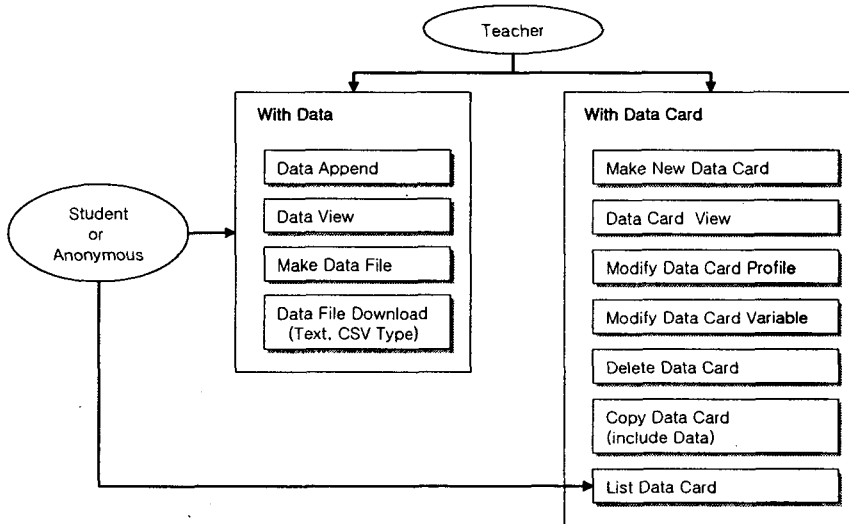 Teacher
With Data
Data Append
Data View
Make Data File
Data File Download
(Text, CSV Type)
Student
or
Anonymous
With Data Card
Make New Data Card
Data Card View
Modify Data Card Profile
Modify Data Card Variable
Delete Data Card
Copy Data Card
(include Data)
List Data Card